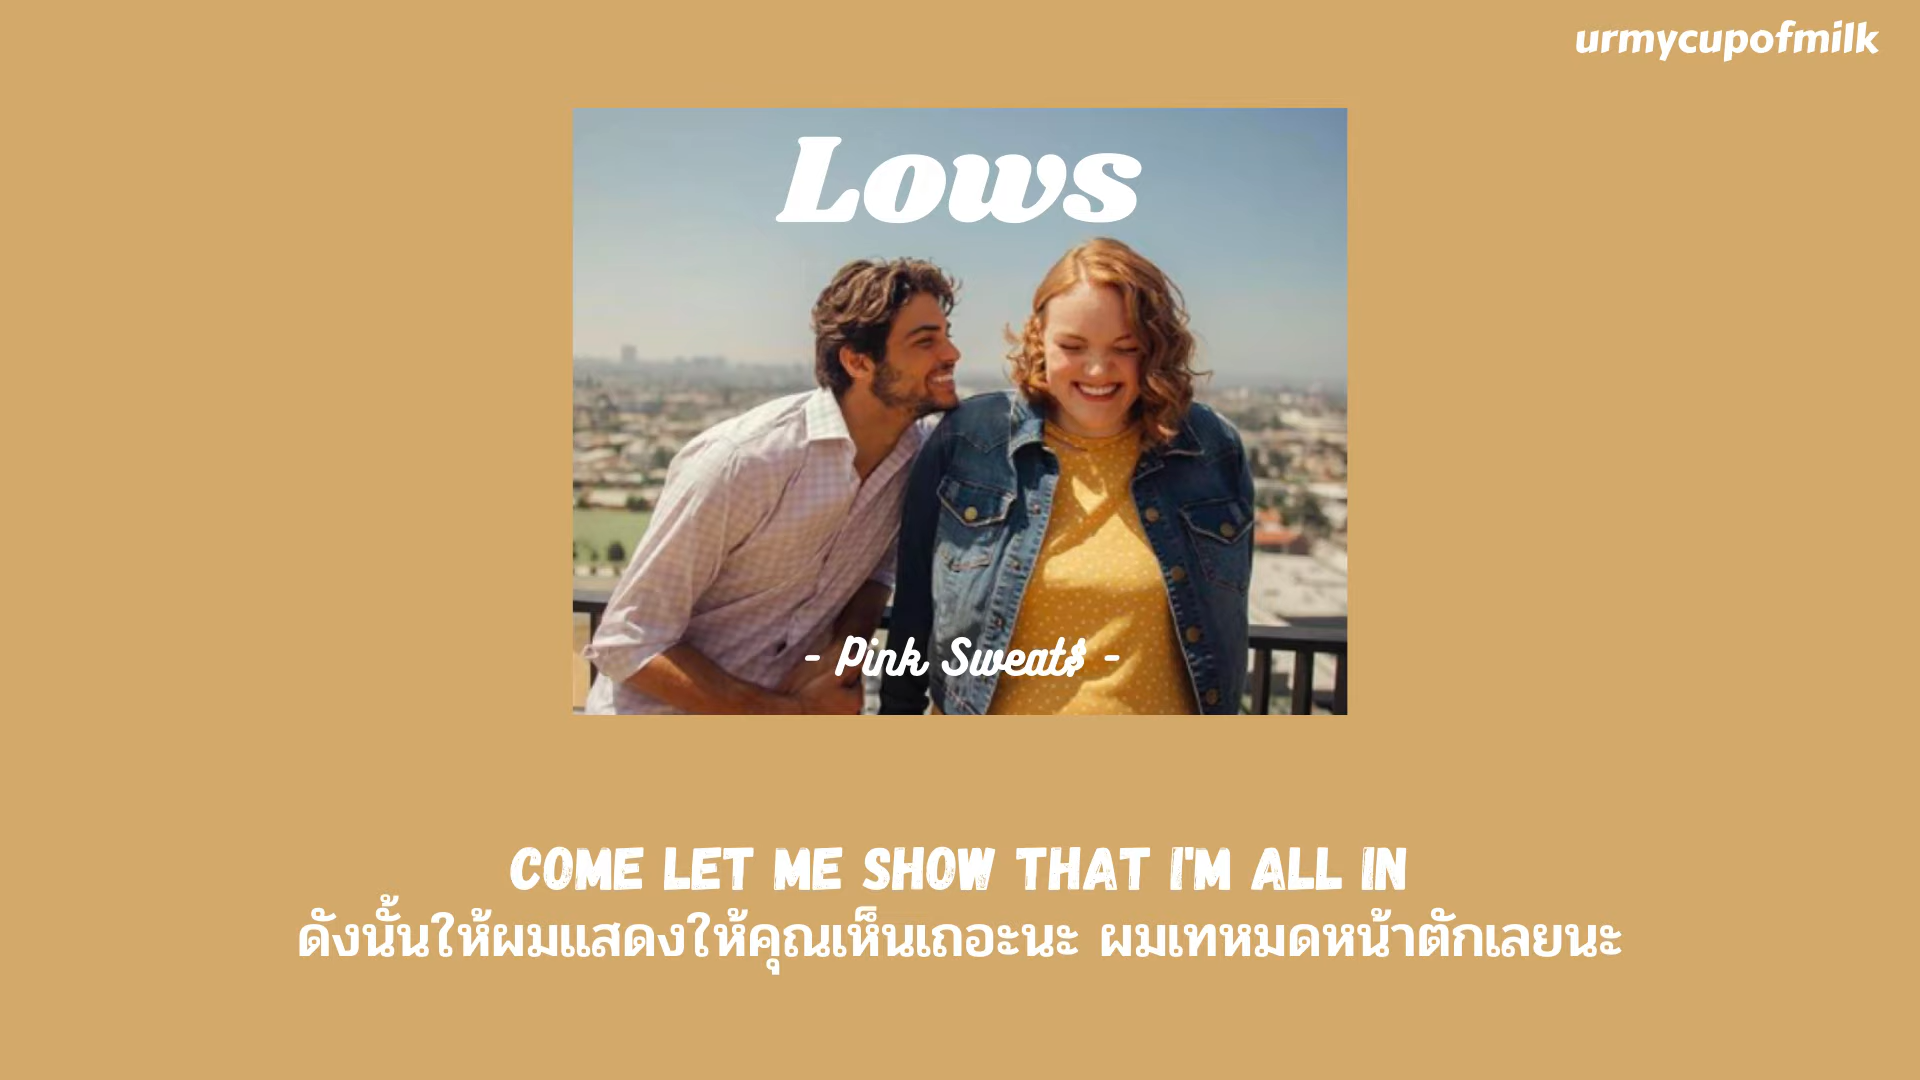 urmycupofmilk
Lows
- Pink Sweat$ -
COME LET ME SHOW THAT I'M ALL IN
ดังนั้นให้ผมแสดงให้คุณเห็นเถอะนะ ผมเทหมดหน้าตักเลยนะ